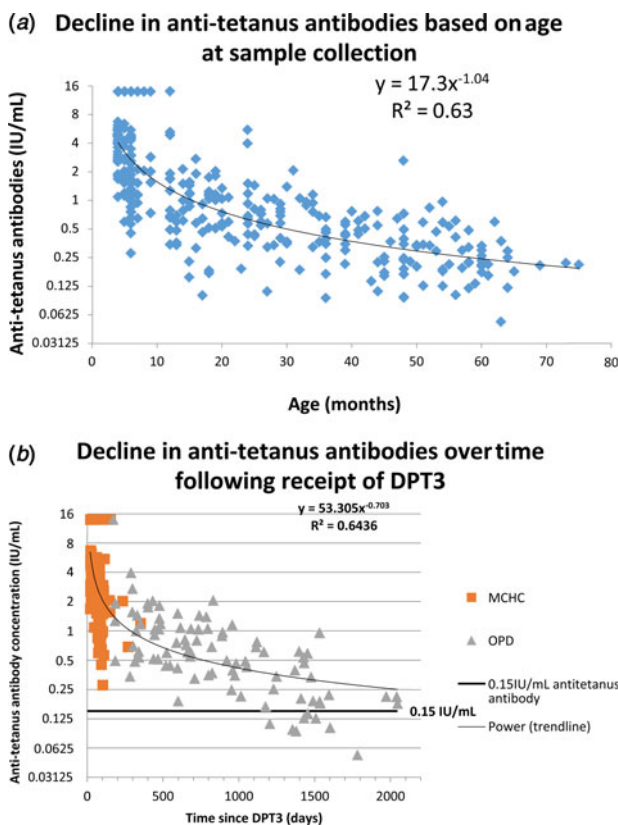 (a) Decline in anti-tetanus antibodies based on age
at sample collection
y = 17.3x^-1.04
R² = 0.63
Anti-tetanus antibodies (IU/mL)
16
8
4
2
1
0.5
0.25
0.125
0.0625
0.03125
0 10 20 30 40 50 60 70 80
Age (months)
(b) Decline in anti-tetanus antibodies over time
following receipt of DPT3
y = 53.305x^-0.703
R² = 0.6436
Anti-tetanus antibody concentration (IU/mL)
16
8
4
2
1
0.5
0.25
0.125
0.0625
0.03125
0 500 1000 1500 2000
Time since DPT3 (days)
0.15 IU/mL
MCHC
OPD
0.15IU/mL antitetanus
antibody
Power (trendline)